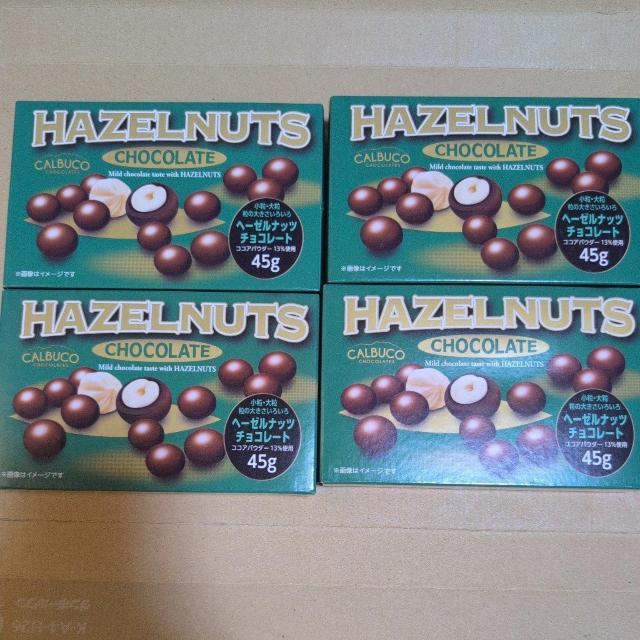 HAZELNUTS
CHOCOLATE
CALBUCO
CHOCOLATES
Mild chocolate taste with HAZELNUTS
小粒・大粒
粒の大きさいろいろ
ヘーゼルナッツ
チョコレート
ココアパウダー 13%使用
45g
※画像はイメージです
HAZELNUTS
CHOCOLATE
CALBUCO
CHOCOLATES
Mild chocolate taste with HAZELNUTS
小粒・大粒
粒の大きさいろいろ
ヘーゼルナッツ
チョコレート
ココアパウダー 13%使用
45g
※画像はイメージです
HAZELNUTS
CHOCOLATE
CALBUCO
CHOCOLATES
Mild chocolate taste with HAZELNUTS
小粒・大粒
粒の大きさいろいろ
ヘーゼルナッツ
チョコレート
ココアパウダー 13%使用
45g
※画像はイメージです
HAZELNUTS
CHOCOLATE
CALBUCO
CHOCOLATES
Mild chocolate taste with HAZELNUTS
小粒・大粒
粒の大きさいろいろ
ヘーゼルナッツ
チョコレート
ココアパウダー 13%使用
45g
※画像はイメージです
K-A3-H26